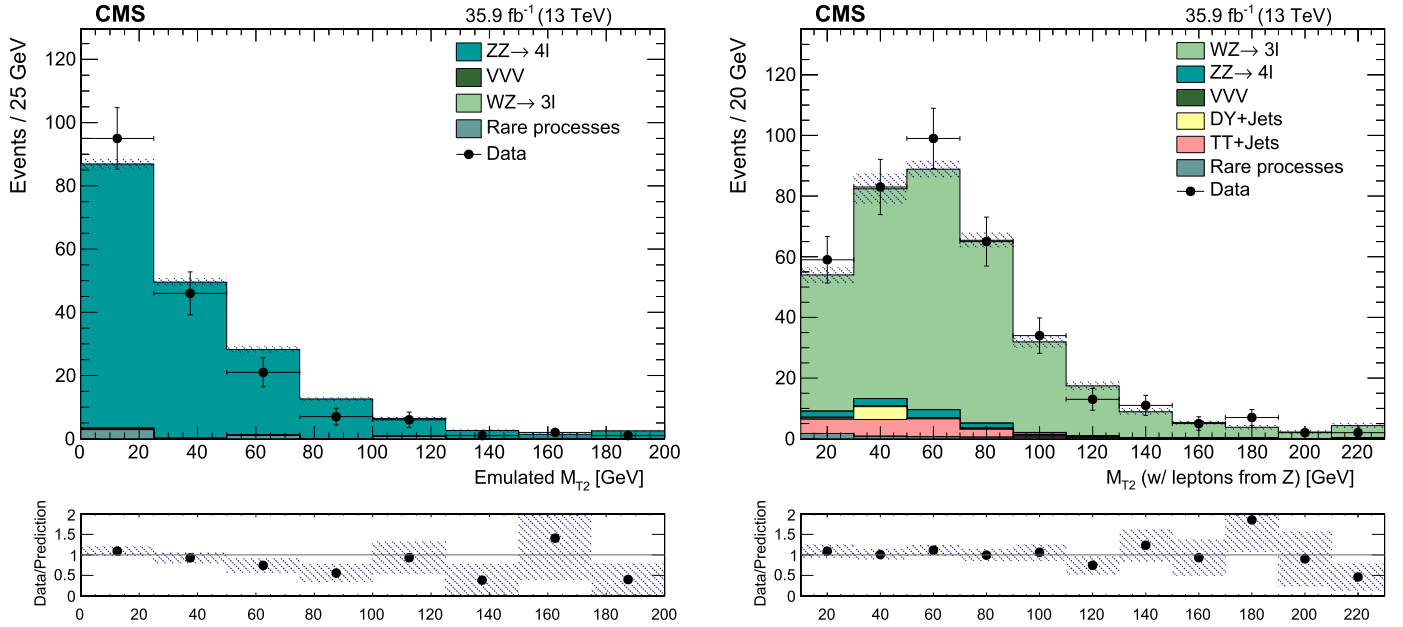 CMS 35.9 fb⁻¹ (13 TeV)
Events / 25 GeV
120
100
80
60
40
20
0
ZZ→ 4l
VVV
WZ→ 3l
Rare processes
Data
0 20 40 60 80 100 120 140 160 180 200
Emulated M_T2 [GeV]
Data/Prediction
2
1.5
1
0.5
0
0 20 40 60 80 100 120 140 160 180 200
CMS 35.9 fb⁻¹ (13 TeV)
Events / 20 GeV
120
100
80
60
40
20
0
WZ→ 3l
ZZ→ 4l
VVV
DY+Jets
TT+Jets
Rare processes
Data
20 40 60 80 100 120 140 160 180 200 220
M_T2 (w/ leptons from Z) [GeV]
Data/Prediction
2
1.5
1
0.5
0
20 40 60 80 100 120 140 160 180 200 220